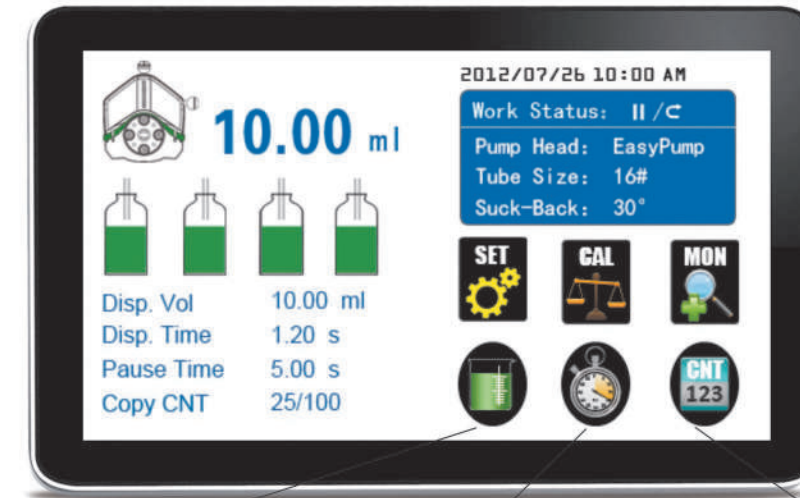 2012/07/26 10:00 AM
10.00 ml
Work Status: II /
Pump Head: EasyPump
Tube Size: 16#
Suck-Back: 30°
SET
CAL
MON
Disp. Vol 10.00 ml
Disp. Time 1.20 s
Pause Time 5.00 s
Copy CNT 25/100
CNT
123